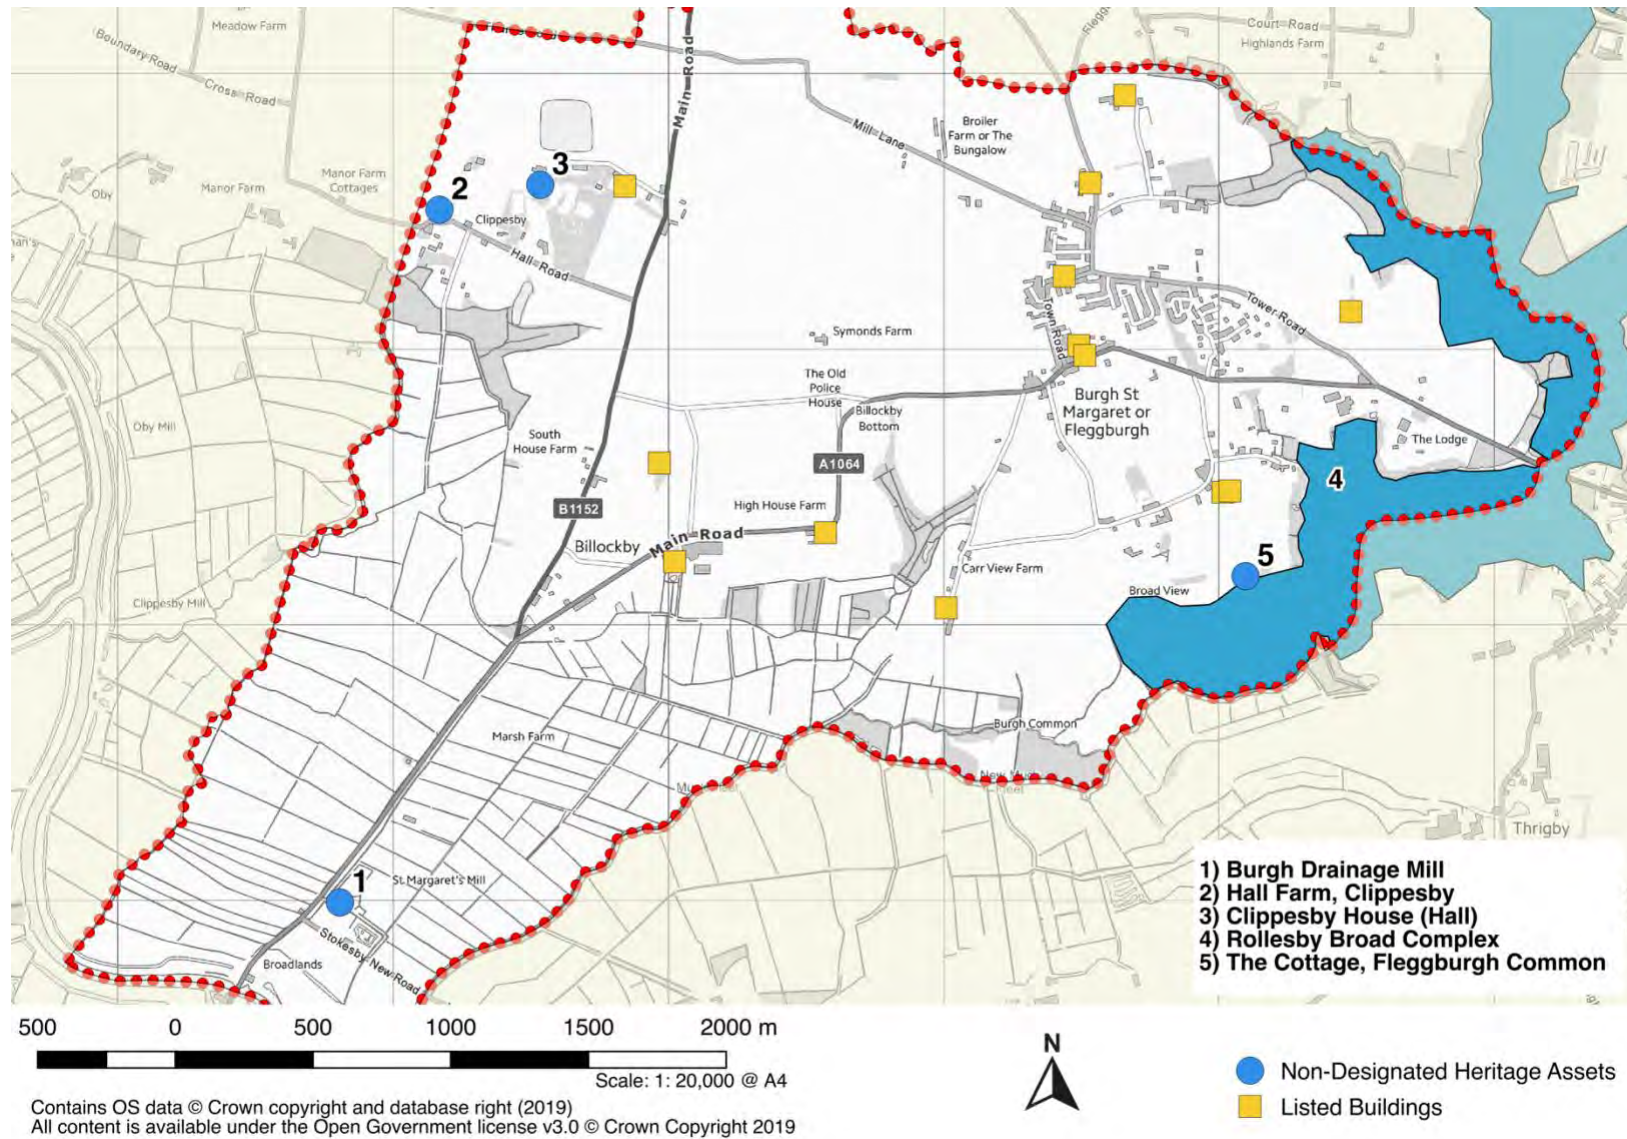 Meadow Farm
Boundary Road
Cross Road
Main Road
Court Road
Highlands Farm
Mill Lane
Broiler
Farm or The
Bungalow
Oby
Manor Farm
Manor Farm
Cottages
2
3
Clippesby
Hall Road
Tower Road
Town Road
Symonds Farm
The Old
Police
House
Billockby
Bottom
Burgh St
Margaret or
Fleggburgh
Oby Mill
South
House Farm
The Lodge
A1064
4
B1152
High House Farm
Main Road
Billockby
Carr View Farm
5
Broad View
Clippesby Mill
Burgh Common
Marsh Farm
Thrigby
St Margaret's Mill
1
Stokesby New Road
Broadlands
1) Burgh Drainage Mill
2) Hall Farm, Clippesby
3) Clippesby House (Hall)
4) Rollesby Broad Complex
5) The Cottage, Fleggburgh Common
500 0 500 1000 1500 2000 m
Scale: 1: 20,000 @ A4
N
Non-Designated Heritage Assets
Listed Buildings
Contains OS data © Crown copyright and database right (2019)
All content is available under the Open Government license v3.0 © Crown Copyright 2019